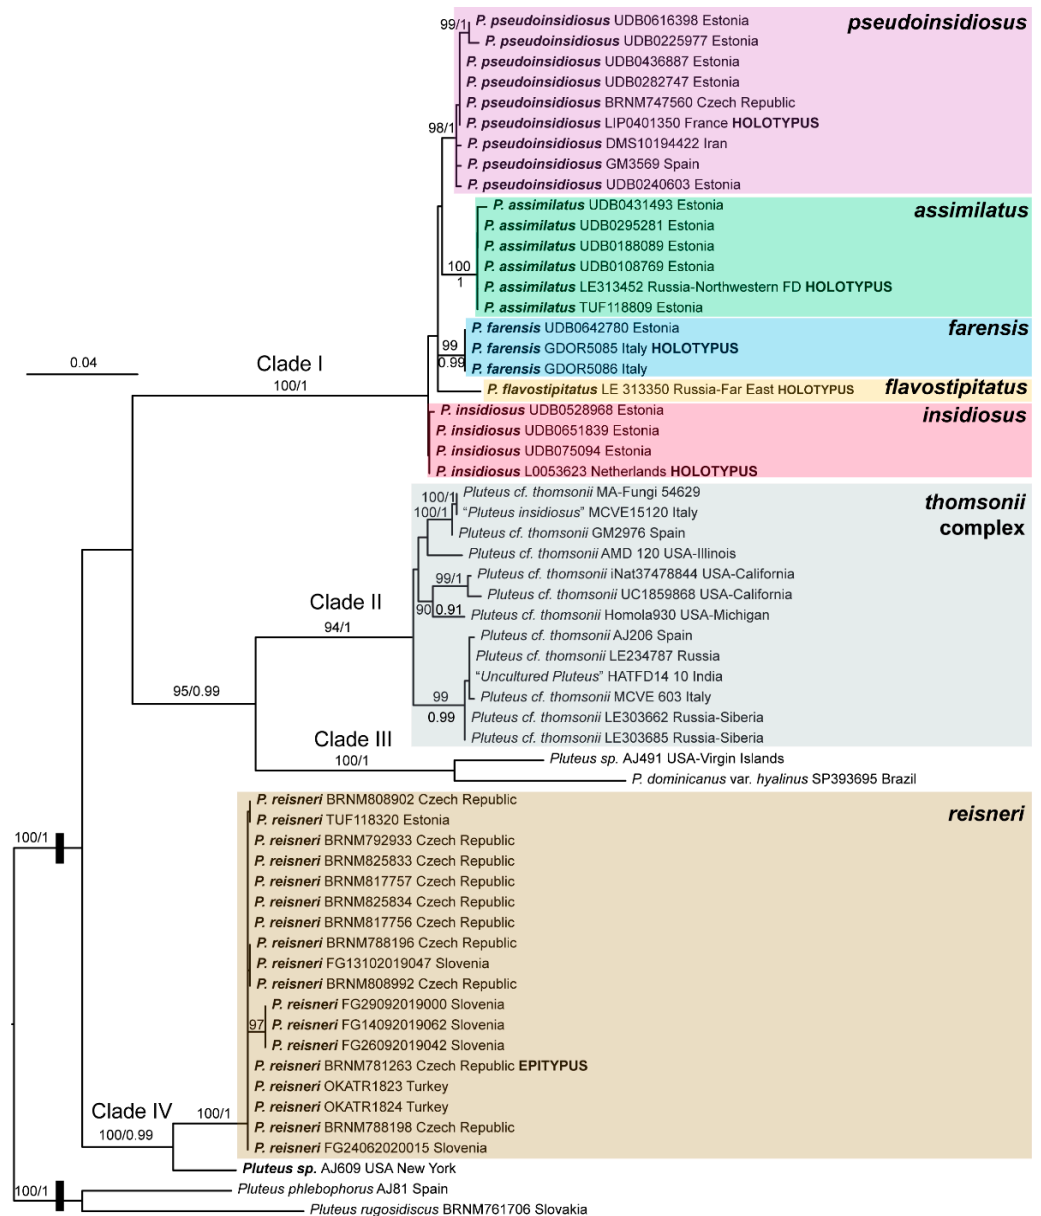 99/1
P. pseudoinsidiosus UDB0616398 Estonia
pseudoinsidiosus
P. pseudoinsidiosus UDB0225977 Estonia
P. pseudoinsidiosus UDB0436887 Estonia
P. pseudoinsidiosus UDB0282747 Estonia
P. pseudoinsidiosus BRNM747560 Czech Republic
98/1
P. pseudoinsidiosus LIP0401350 France HOLOTYPUS
P. pseudoinsidiosus DMS10194422 Iran
P. pseudoinsidiosus GM3569 Spain
P. pseudoinsidiosus UDB0240603 Estonia
P. assimilatus UDB0431493 Estonia
assimilatus
P. assimilatus UDB0295281 Estonia
P. assimilatus UDB0188089 Estonia
100
1
P. assimilatus UDB0108769 Estonia
P. assimilatus LE313452 Russia-Northwestern FD HOLOTYPUS
P. assimilatus TUF118809 Estonia
P. farensis UDB0642780 Estonia
farensis
99
0.99
P. farensis GDOR5085 Italy HOLOTYPUS
P. farensis GDOR5086 Italy
0.04
Clade I
100/1
P. flavostipitatus LE 313350 Russia-Far East HOLOTYPUS
flavostipitatus
P. insidiosus UDB0528968 Estonia
insidiosus
P. insidiosus UDB0651839 Estonia
P. insidiosus UDB075094 Estonia
P. insidiosus L0053623 Netherlands HOLOTYPUS
100/1
Pluteus cf. thomsonii MA-Fungi 54629
thomsonii
complex
100/1
"Pluteus insidiosus" MCVE15120 Italy
Pluteus cf. thomsonii GM2976 Spain
Pluteus cf. thomsonii AMD 120 USA-Illinois
99/1
Pluteus cf. thomsonii iNat37478844 USA-California
Pluteus cf. thomsonii UC1859868 USA-California
Clade II
94/1
90
0.91
Pluteus cf. thomsonii Homola930 USA-Michigan
Pluteus cf. thomsonii AJ206 Spain
Pluteus cf. thomsonii LE234787 Russia
"Uncultured Pluteus" HATFD14 10 India
95/0.99
99
0.99
Pluteus cf. thomsonii MCVE 603 Italy
Pluteus cf. thomsonii LE303662 Russia-Siberia
Pluteus cf. thomsonii LE303685 Russia-Siberia
Clade III
100/1
Pluteus sp. AJ491 USA-Virgin Islands
P. dominicanus var. hyalinus SP393695 Brazil
P. reisneri BRNM808902 Czech Republic
reisneri
P. reisneri TUF118320 Estonia
100/1
P. reisneri BRNM792933 Czech Republic
P. reisneri BRNM825833 Czech Republic
P. reisneri BRNM817757 Czech Republic
P. reisneri BRNM825834 Czech Republic
P. reisneri BRNM817756 Czech Republic
P. reisneri BRNM788196 Czech Republic
P. reisneri FG13102019047 Slovenia
P. reisneri BRNM808992 Czech Republic
P. reisneri FG29092019000 Slovenia
97
P. reisneri FG14092019062 Slovenia
P. reisneri FG26092019042 Slovenia
P. reisneri BRNM781263 Czech Republic EPITYPUS
P. reisneri OKATR1823 Turkey
P. reisneri OKATR1824 Turkey
Clade IV
100/0.99
100/1
P. reisneri BRNM788198 Czech Republic
P. reisneri FG24062020015 Slovenia
Pluteus sp. AJ609 USA New York
100/1
Pluteus phlebophorus AJ81 Spain
Pluteus rugosidiscus BRNM761706 Slovakia